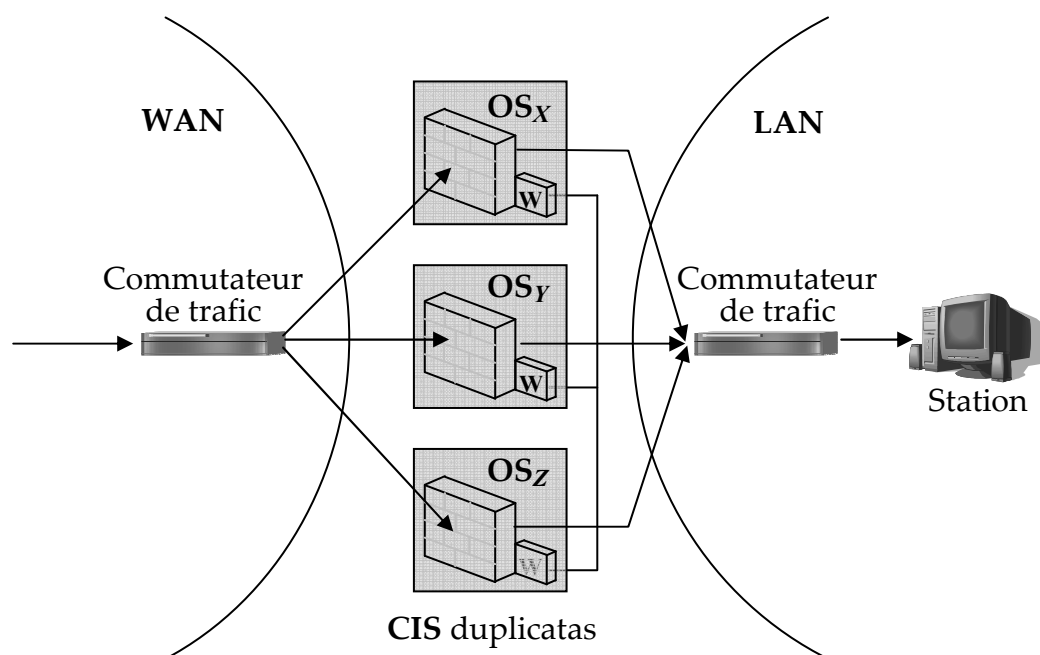 OSX
WAN
LAN
W
Commutateur
de trafic
OSY
Commutateur
de trafic
W
Station
OSZ
W
CIS duplicatas